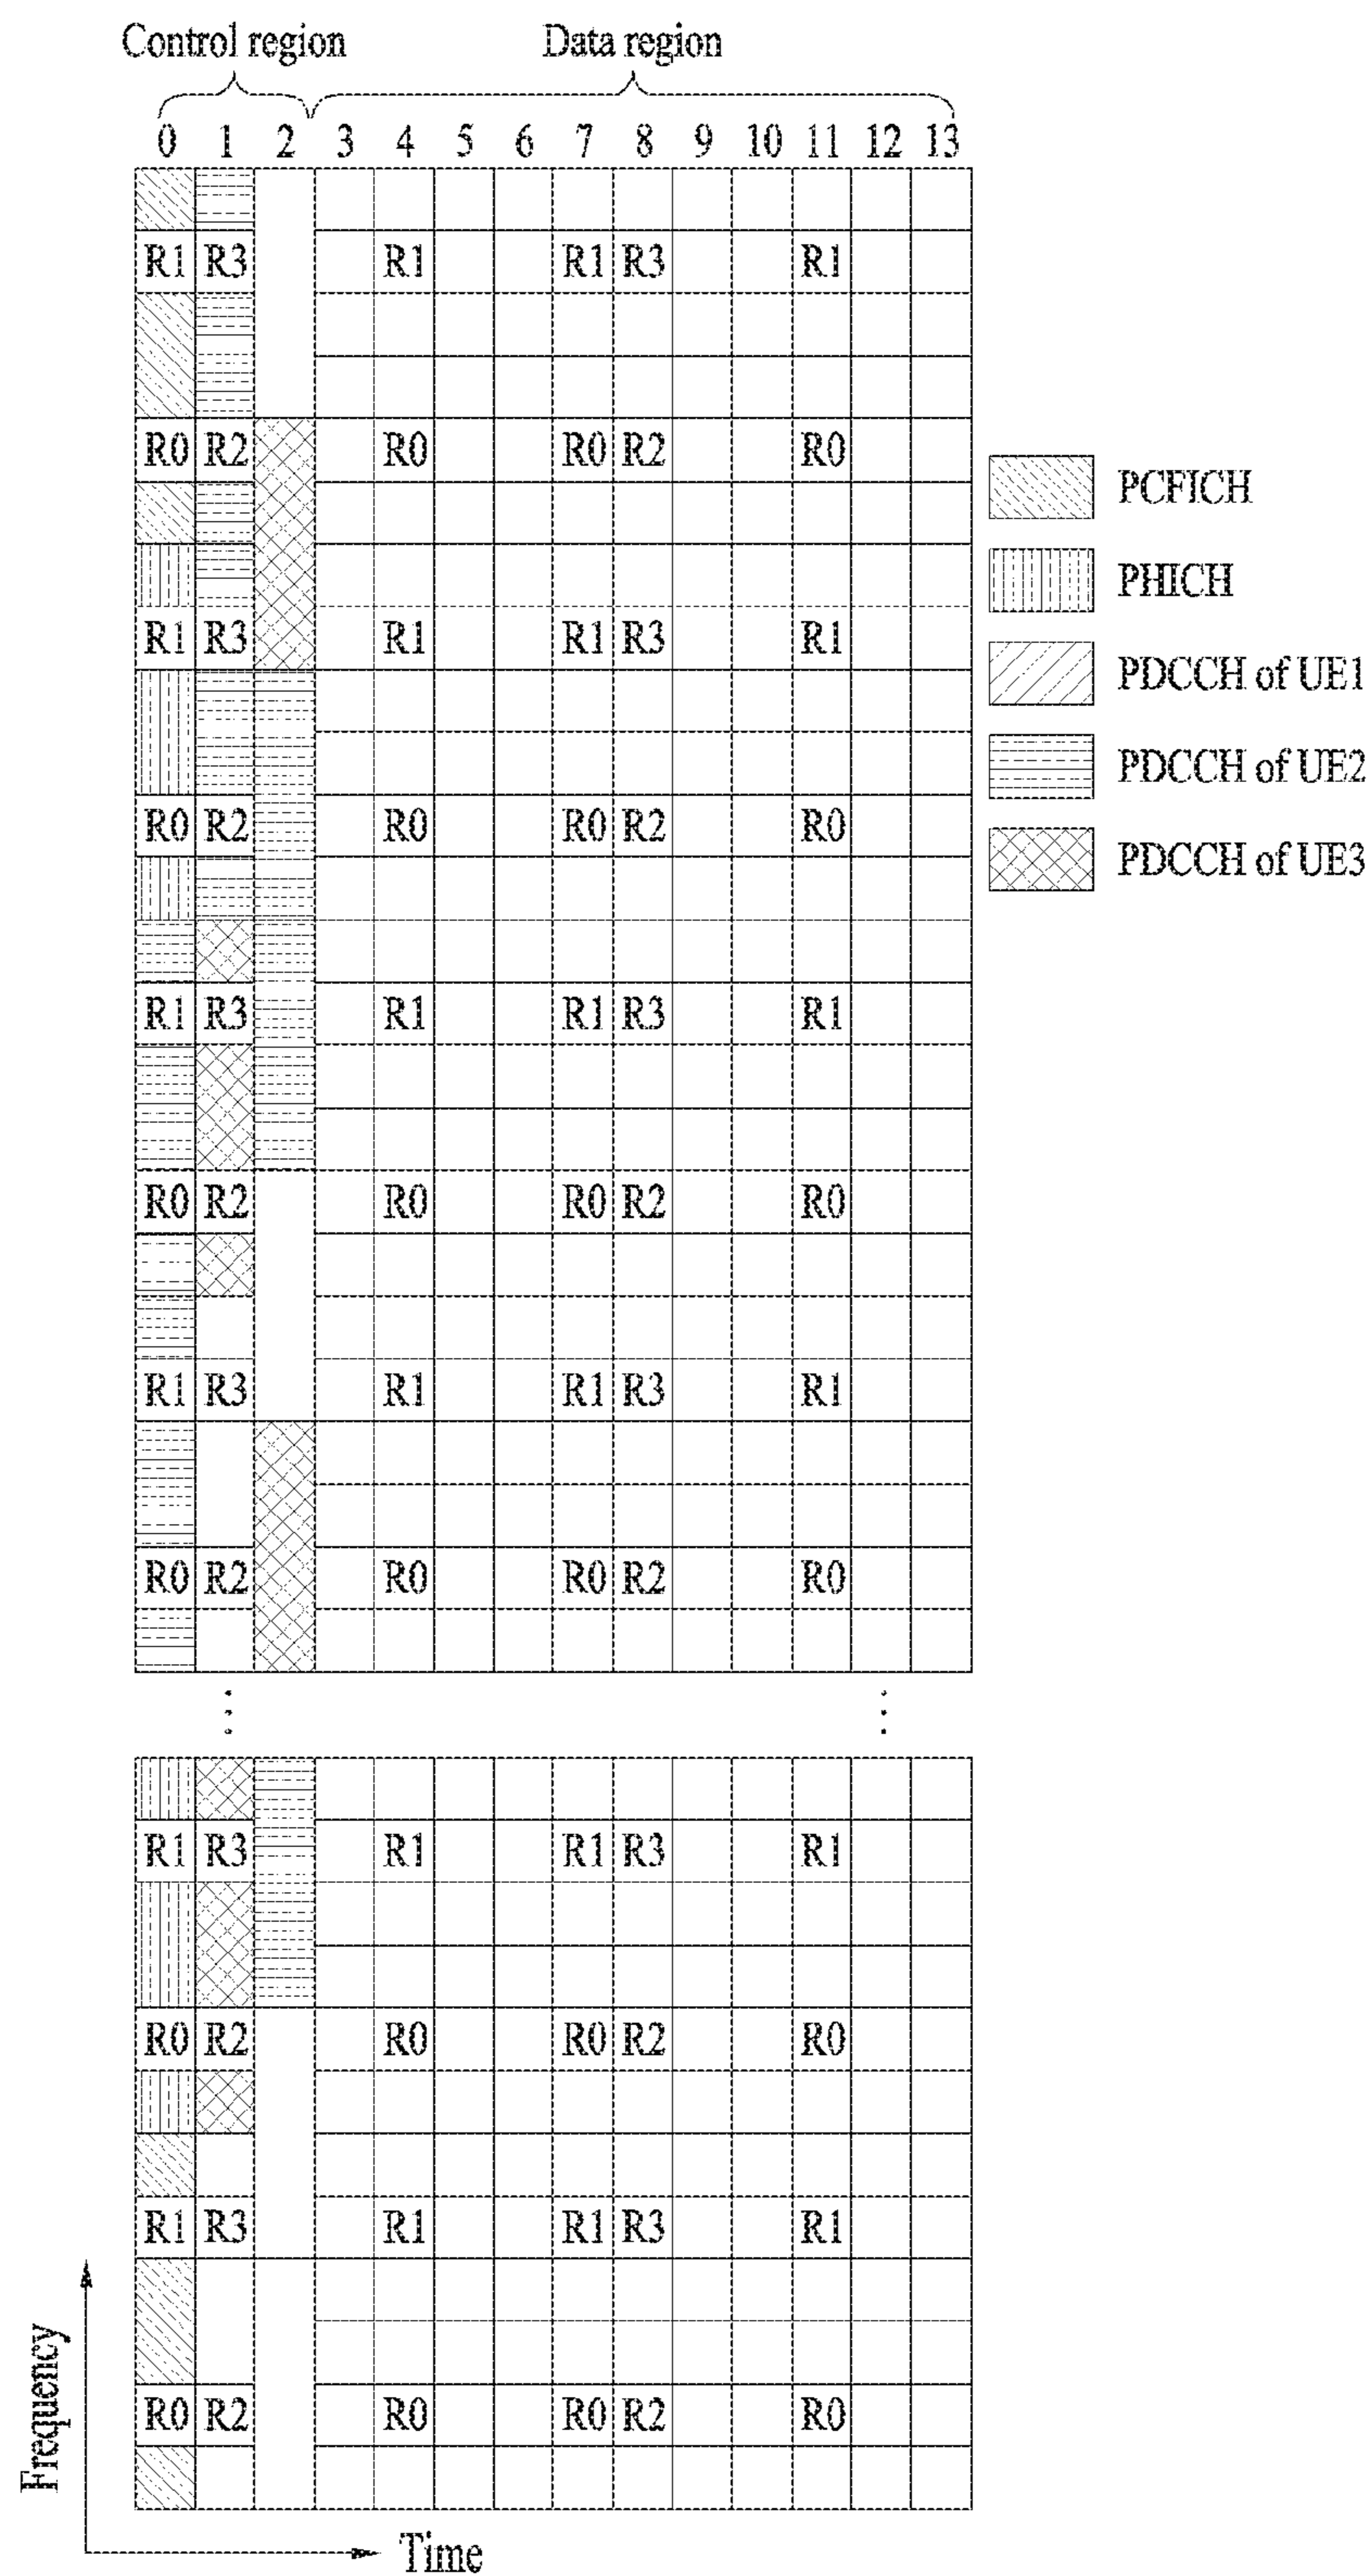 Control region Data region
0 1 2 3 4 5 6 7 8 9 10 11 12 13
R1 R3 R1 R1 R3 R1
R0 R2 R0 R0 R2 R0
PCFICH
PHICH
R1 R3 R1 R1 R3 R1
PDCCH of UE1
PDCCH of UE2
R0 R2 R0 R0 R2 R0
PDCCH of UE3
R1 R3 R1 R1 R3 R1
R0 R2 R0 R0 R2 R0
R1 R3 R1 R1 R3 R1
R0 R2 R0 R0 R2 R0
R1 R3 R1 R1 R3 R1
R0 R2 R0 R0 R2 R0
R1 R3 R1 R1 R3 R1
R0 R2 R0 R0 R2 R0
Frequency
Time